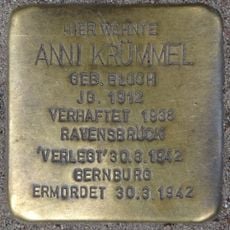 HIER WOHNTE
ANNI KRÜMMEL
GEB. BLOCH
JG. 1912
VERHAFTET 1938
RAVENSBRÜCK
'VERLEGT' 30.3.1942
BERNBURG
ERMORDET 30.3.1942